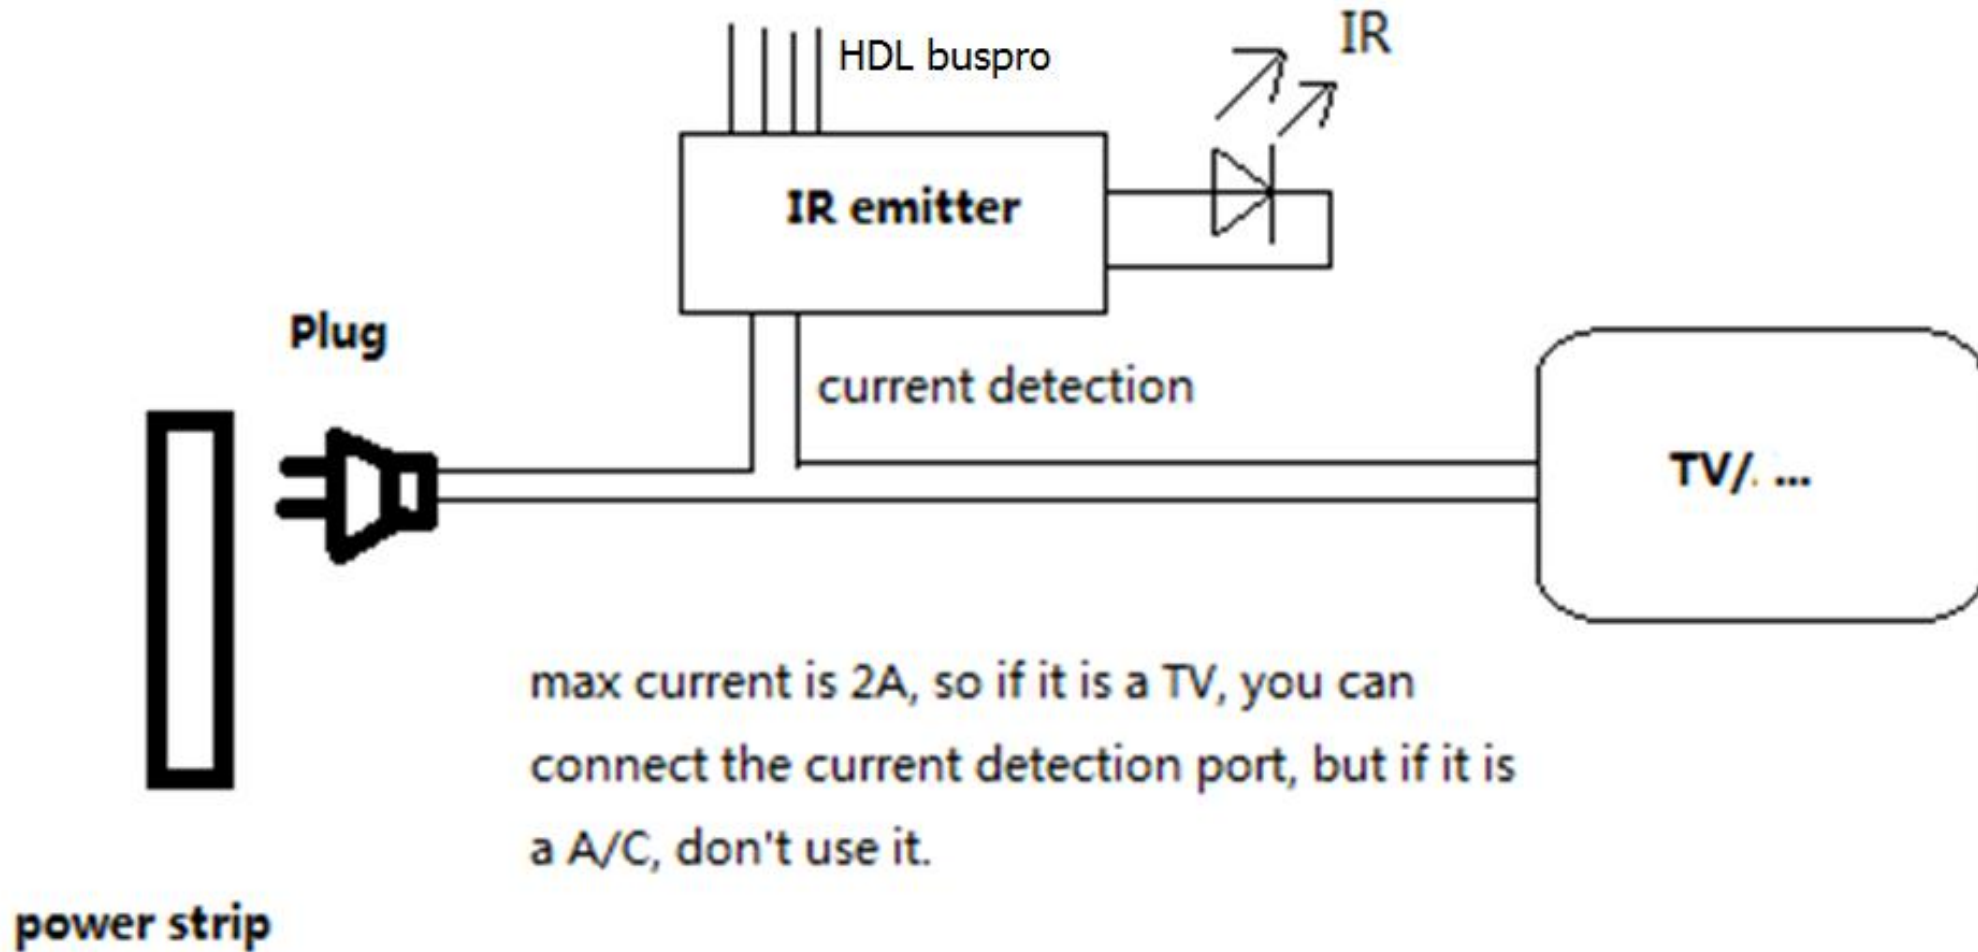 IR
HDL buspro
IR emitter
Plug
current detection
TV/. ...
max current is 2A, so if it is a TV, you can
connect the current detection port, but if it is
a A/C, don't use it.
power strip